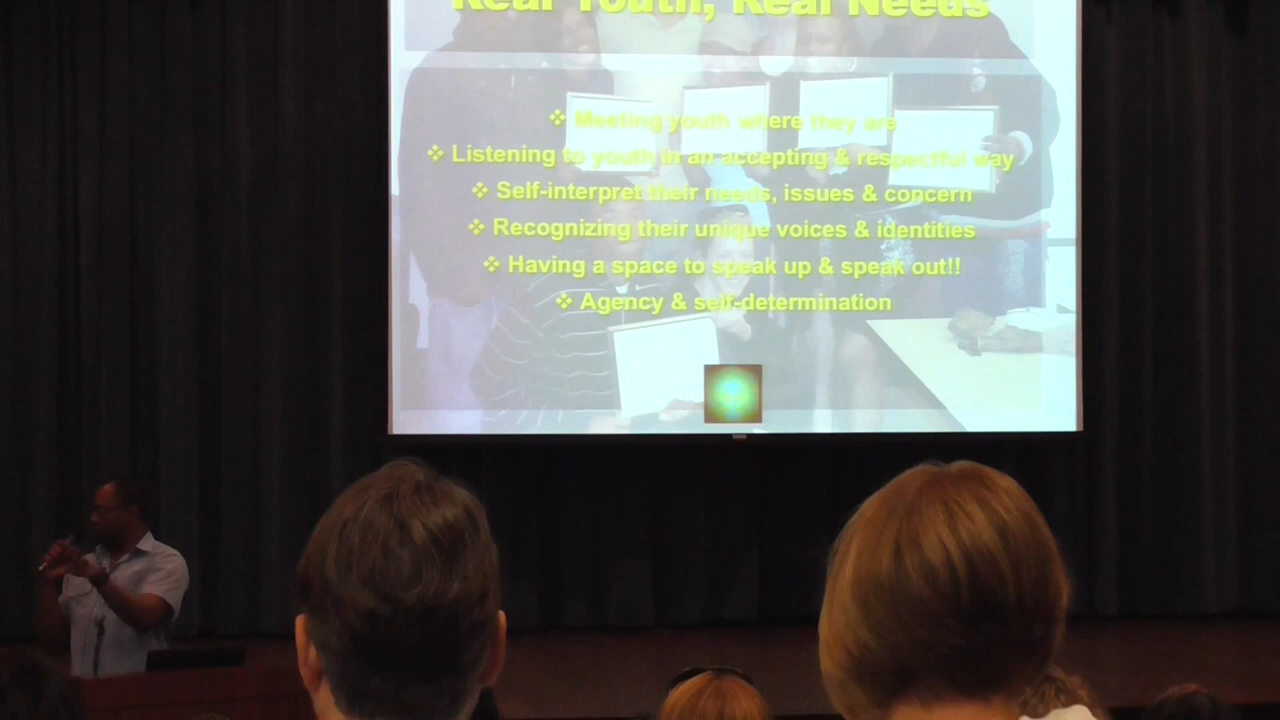 Real Youth, Real Needs
❖ Meeting youth where they are
❖ Listening to youth in an accepting & respectful way
❖ Self-interpret their needs, issues & concern
❖ Recognizing their unique voices & identities
❖ Having a space to speak up & speak out!!
❖ Agency & self-determination